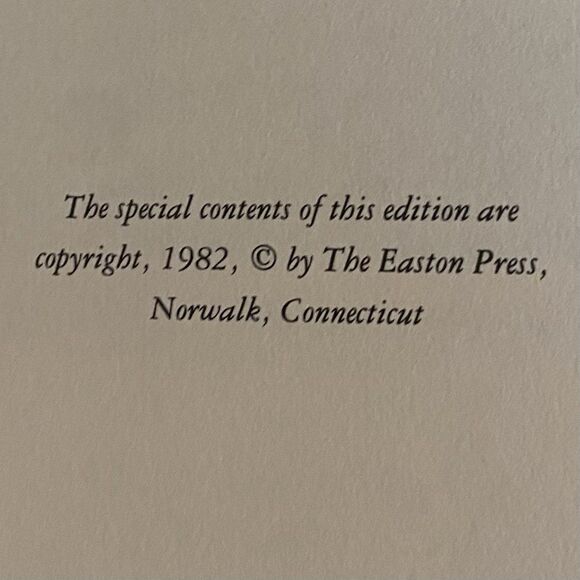 The special contents of this edition are
copyright, 1982, © by The Easton Press,
Norwalk, Connecticut